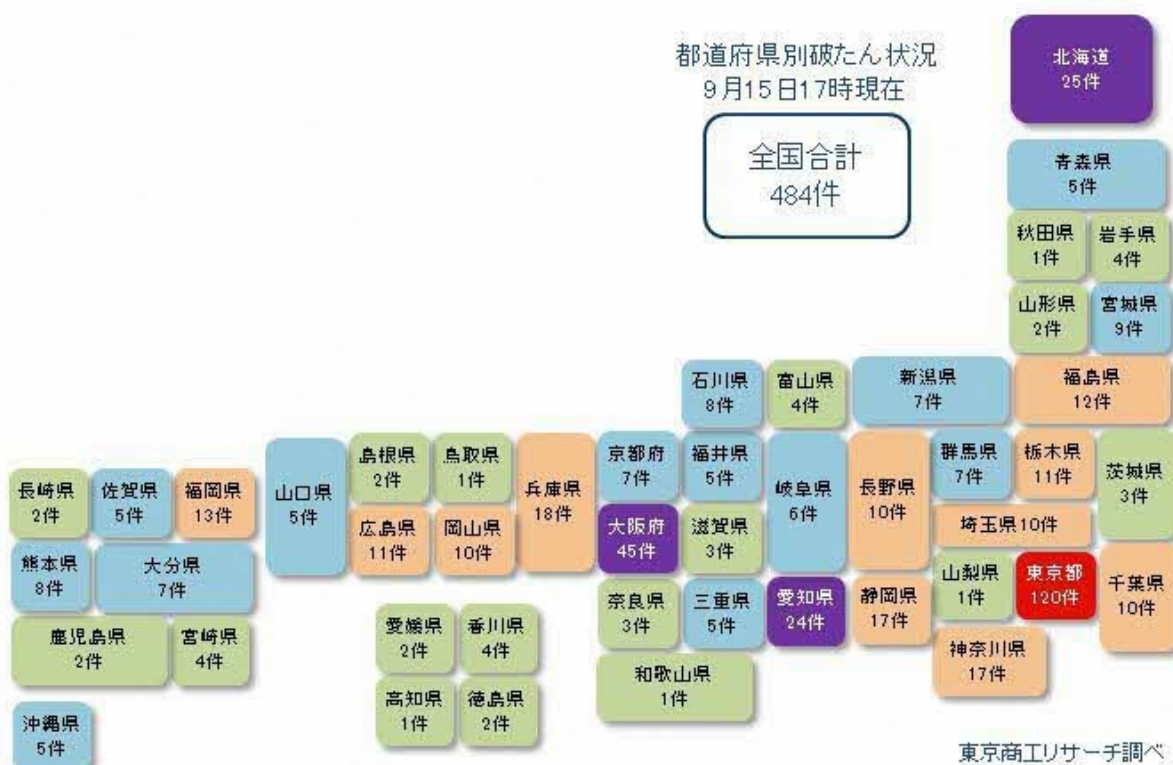 都道府県別破たん状況
9月15日17時現在
全国合計
484件
北海道
25件
青森県
5件
秋田県
1件
岩手県
4件
山形県
2件
宮城県
9件
石川県
8件
富山県
4件
新潟県
7件
福島県
12件
長崎県
2件
佐賀県
5件
福岡県
13件
山口県
5件
島根県
2件
鳥取県
1件
兵庫県
18件
京都府
7件
福井県
5件
岐阜県
6件
長野県
10件
群馬県
7件
栃木県
11件
茨城県
3件
広島県
11件
岡山県
10件
大阪府
45件
滋賀県
3件
埼玉県10件
熊本県
8件
大分県
7件
奈良県
3件
三重県
5件
愛知県
24件
静岡県
17件
山梨県
1件
東京都
120件
千葉県
10件
鹿児島県
2件
宮崎県
4件
愛媛県
2件
香川県
4件
和歌山県
1件
神奈川県
17件
沖縄県
5件
高知県
1件
徳島県
2件
東京商工リサーチ調べ